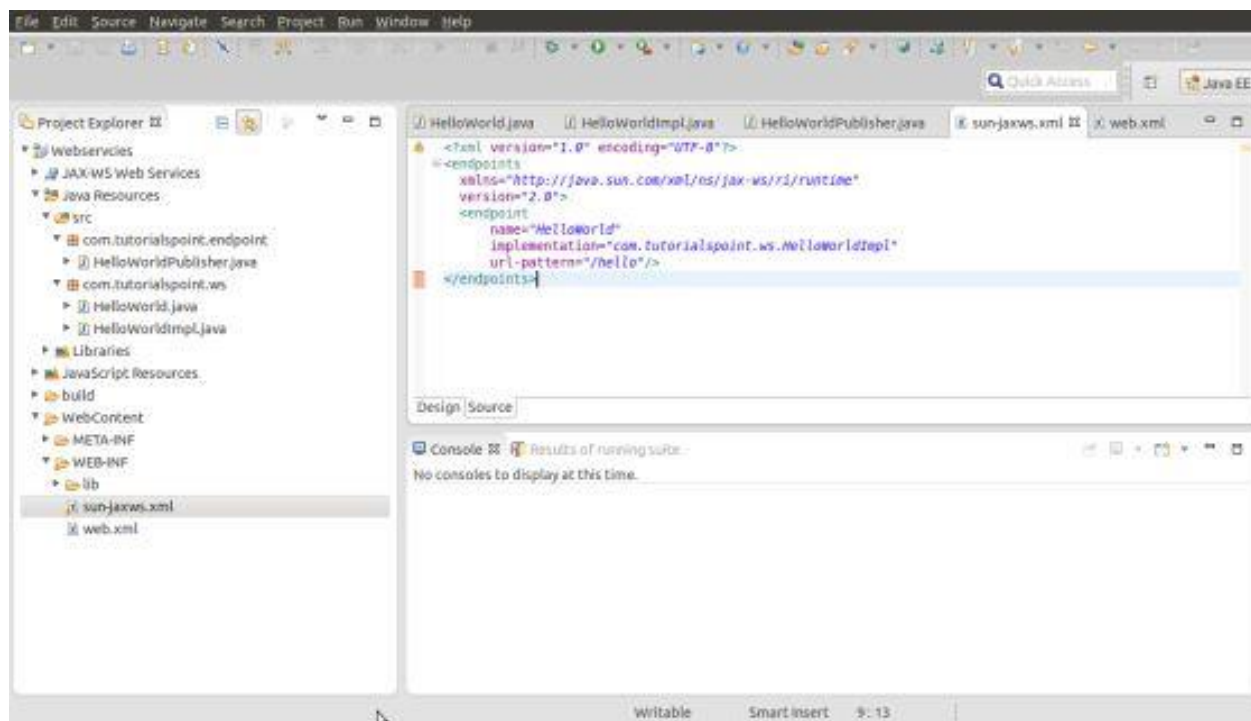 File Edit Source Navigate Search Project Run Window Help
Quick Access
Java EE
Project Explorer
Webservcies
JAX-WS Web Services
Java Resources
src
com.tutorialspoint.endpoint
HelloWorldPublisher.java
com.tutorialspoint.ws
HelloWorld.java
HelloWorldImpl.java
Libraries
JavaScript Resources
build
WebContent
META-INF
WEB-INF
lib
sun-jaxws.xml
web.xml
HelloWorld.java HelloWorldImpl.java HelloWorldPublisher.java sun-jaxws.xml web.xml
<?xml version="1.0" encoding="UTF-8"?>
<endpoints
xmlns="http://java.sun.com/xml/ns/jax-ws/ri/runtime"
version="2.0">
<endpoint
name="HelloWorld"
implementation="com.tutorialspoint.ws.HelloWorldImpl"
url-pattern="/hello"/>
</endpoints>
Design Source
Console Results of running suite
No consoles to display at this time.
Writable Smart Insert 9 : 13